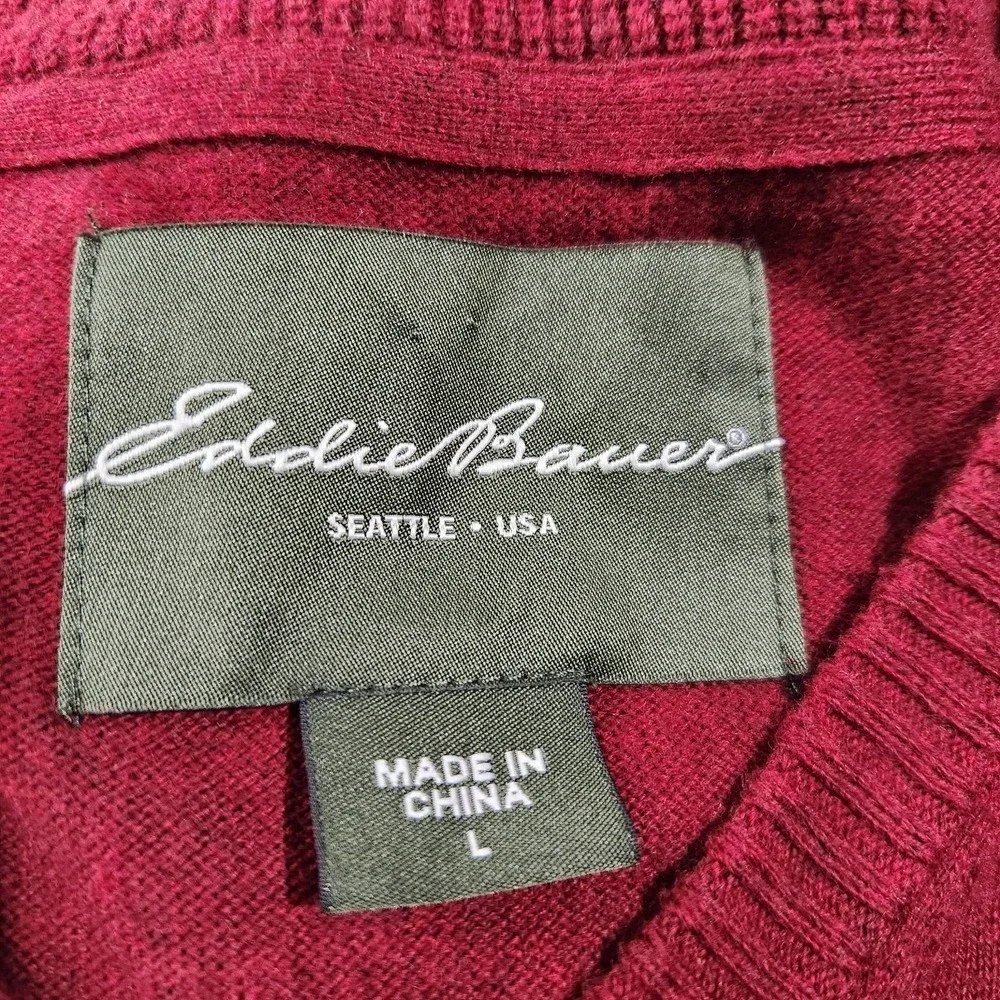 Eddie Bauer®
SEATTLE • USA
MADE IN
CHINA
L